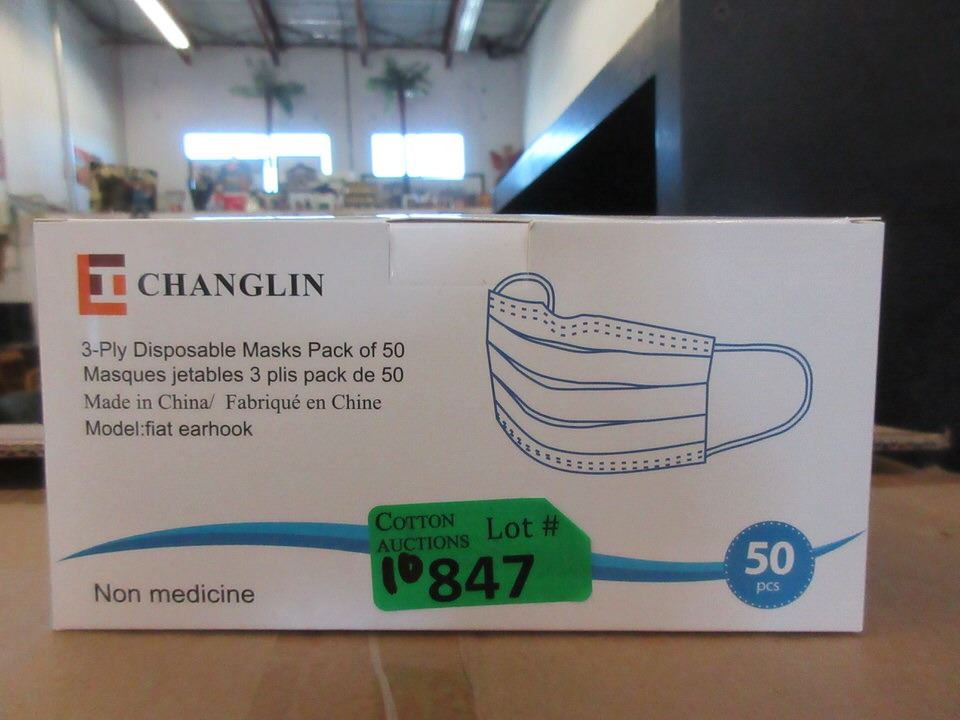 CHANGLIN
3-Ply Disposable Masks Pack of 50
Masques jetables 3 plis pack de 50
Made in China/ Fabriqué en Chine
Model:fiat earhook
COTTON AUCTIONS
Lot #
10847
50
pcs
Non medicine